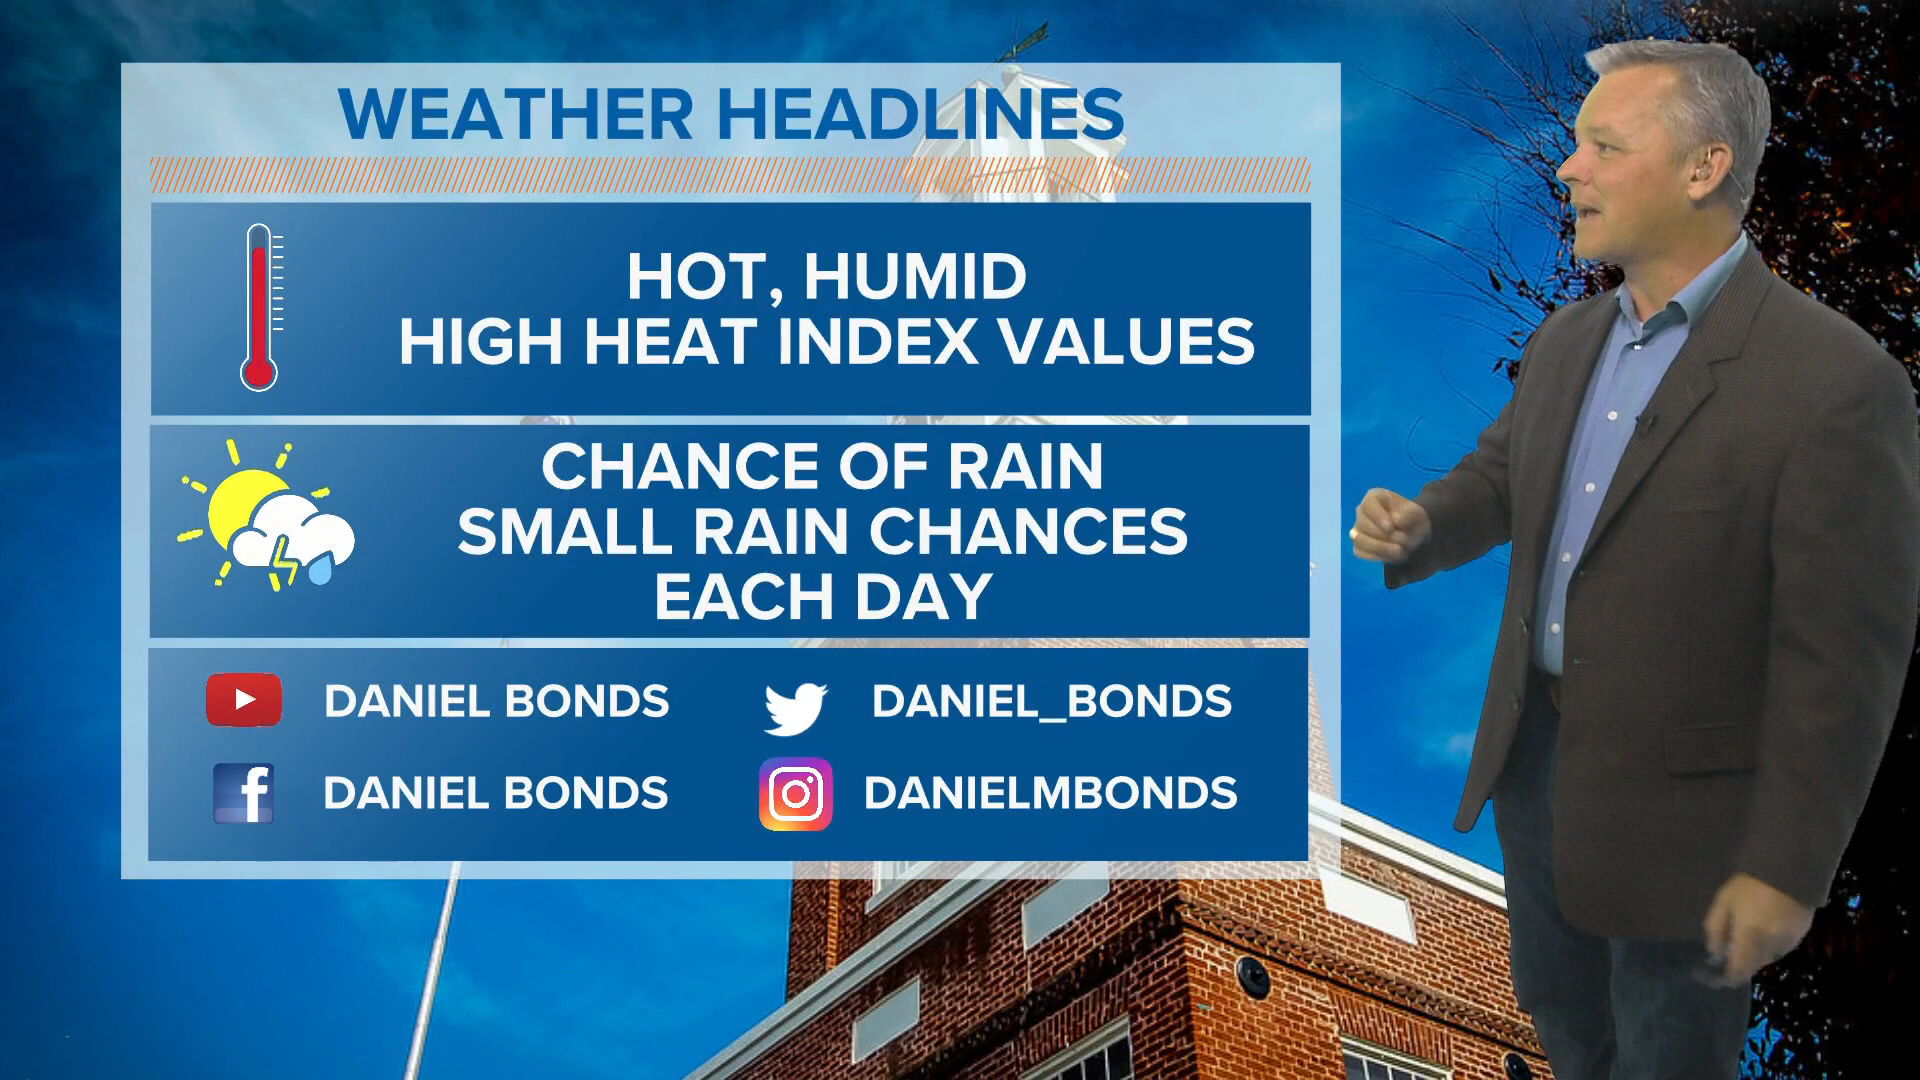 WEATHER HEADLINES
HOT, HUMID
HIGH HEAT INDEX VALUES
CHANCE OF RAIN
SMALL RAIN CHANCES
EACH DAY
DANIEL BONDS
DANIEL_BONDS
DANIEL BONDS
DANIELMBONDS